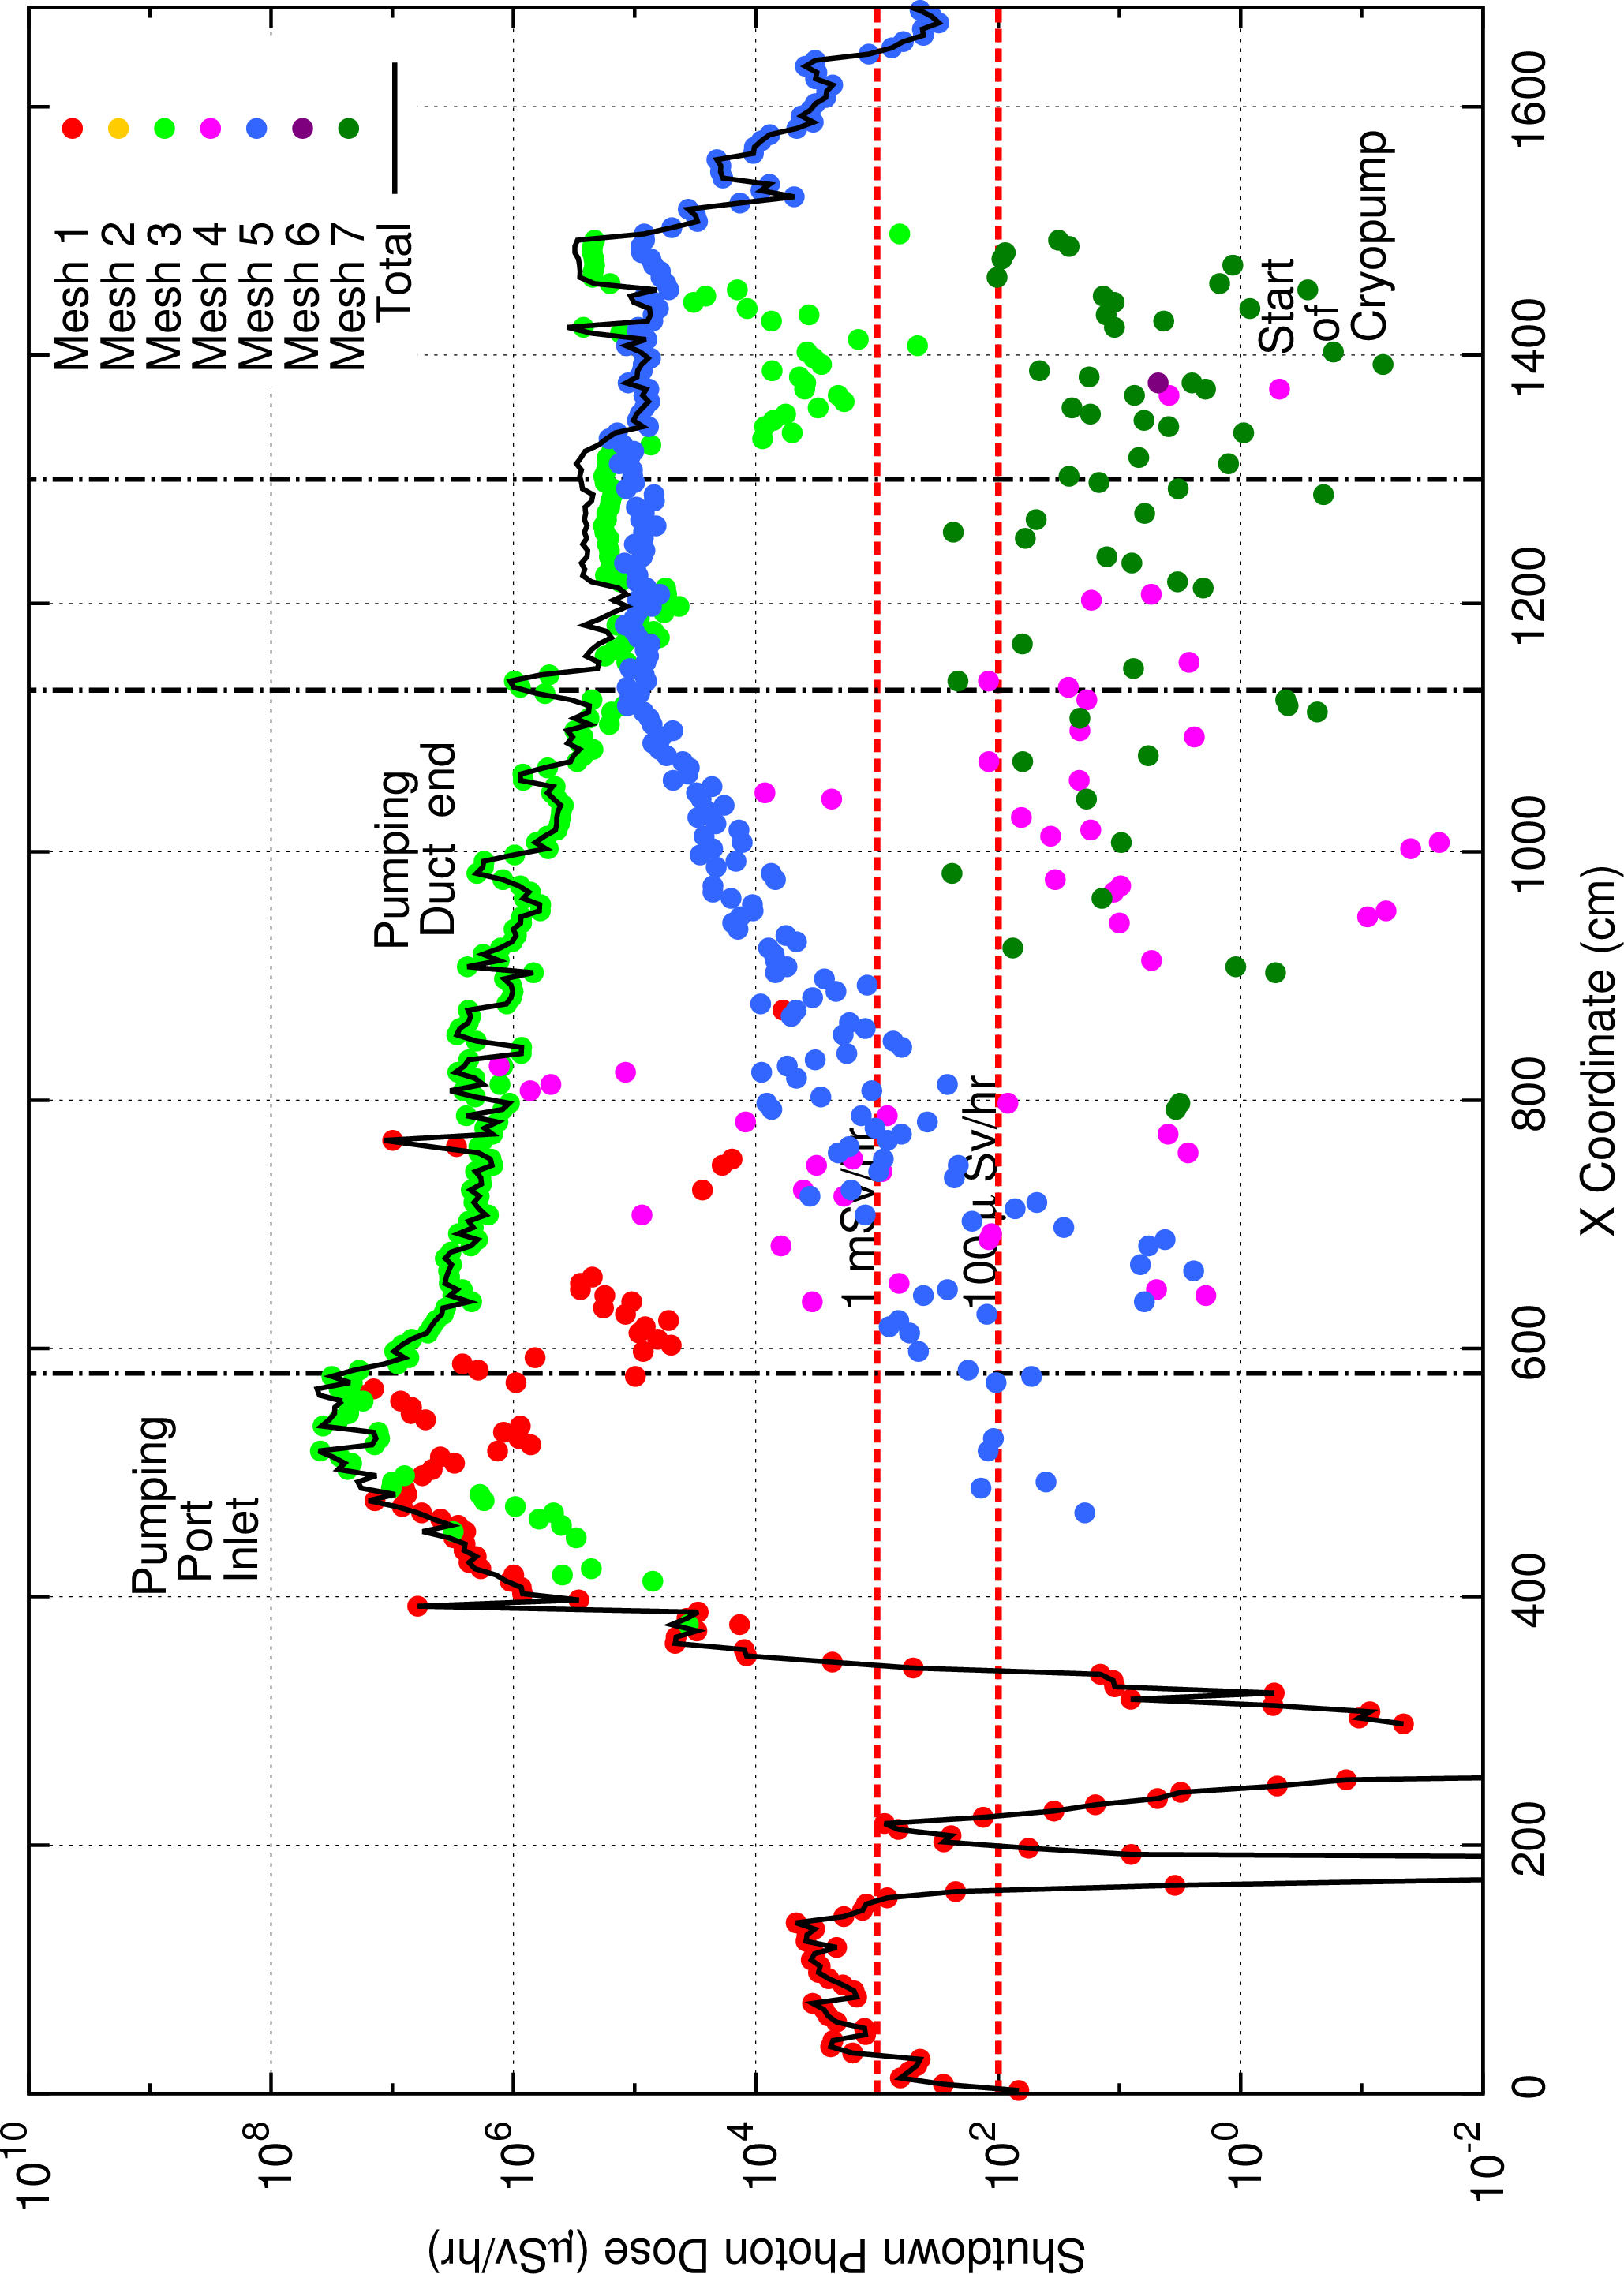 Shutdown Photon Dose (μSv/hr)
10^10
10^8
10^6
10^4
10^2
10^0
10^-2
Mesh 1
Mesh 2
Mesh 3
Mesh 4
Mesh 5
Mesh 6
Mesh 7
Total
Pumping
Port
Inlet
Pumping
Duct end
1 mSv/hr
100 μ Sv/hr
Start
of
Cryopump
0 200 400 600 800 1000 1200 1400 1600
X Coordinate (cm)